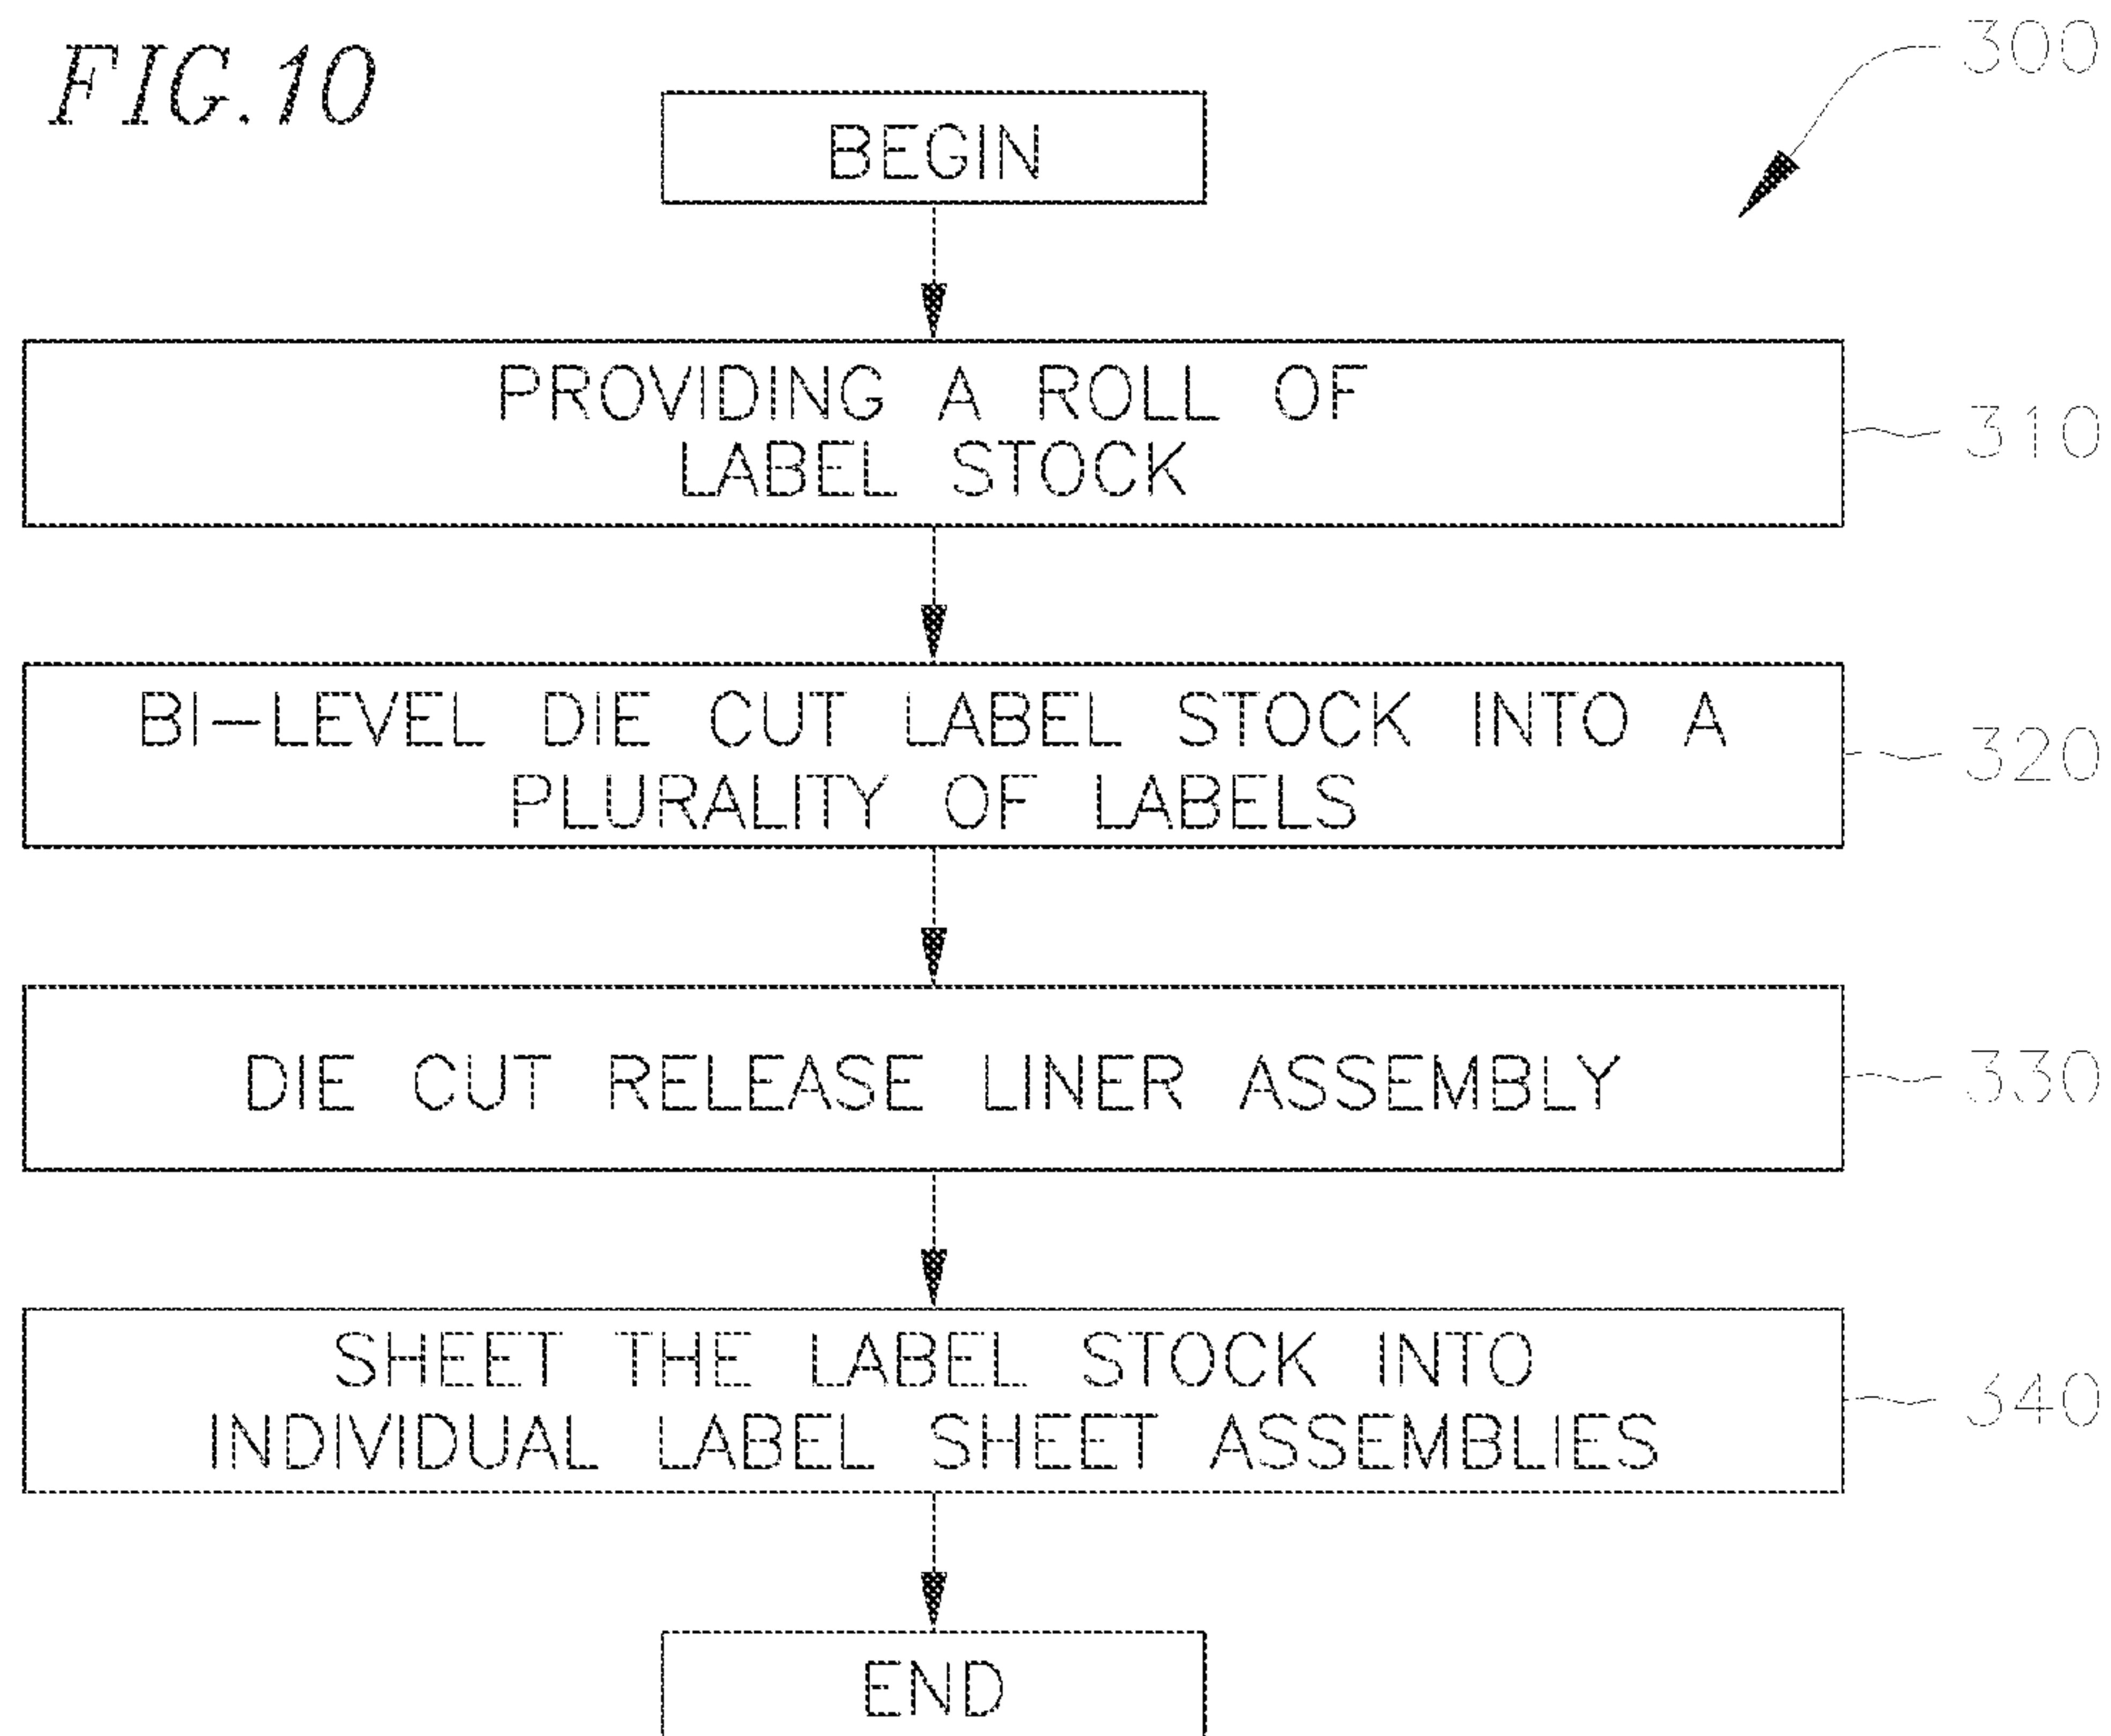 FIG.10
300
BEGIN
PROVIDING A ROLL OF
LABEL STOCK
310
BI-LEVEL DIE CUT LABEL STOCK INTO A
PLURALITY OF LABELS
320
DIE CUT RELEASE LINER ASSEMBLY
330
SHEET THE LABEL STOCK INTO
INDIVIDUAL LABEL SHEET ASSEMBLIES
340
END